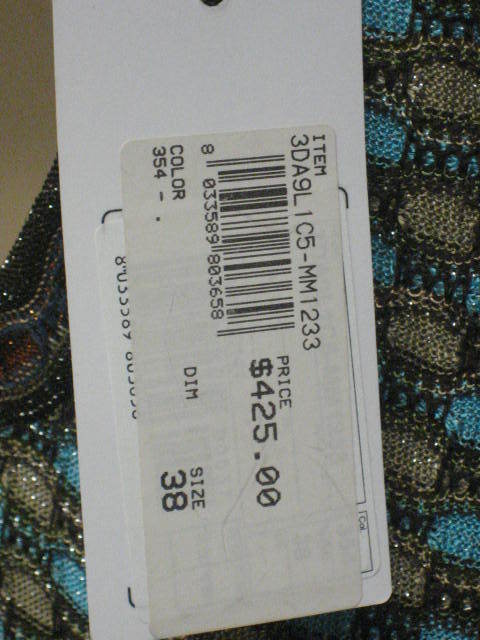 ITEM
3DA9L1C5-MM1233
8 033589 803658
COLOR
354 - .
PRICE
$425.00
DIM
SIZE
38